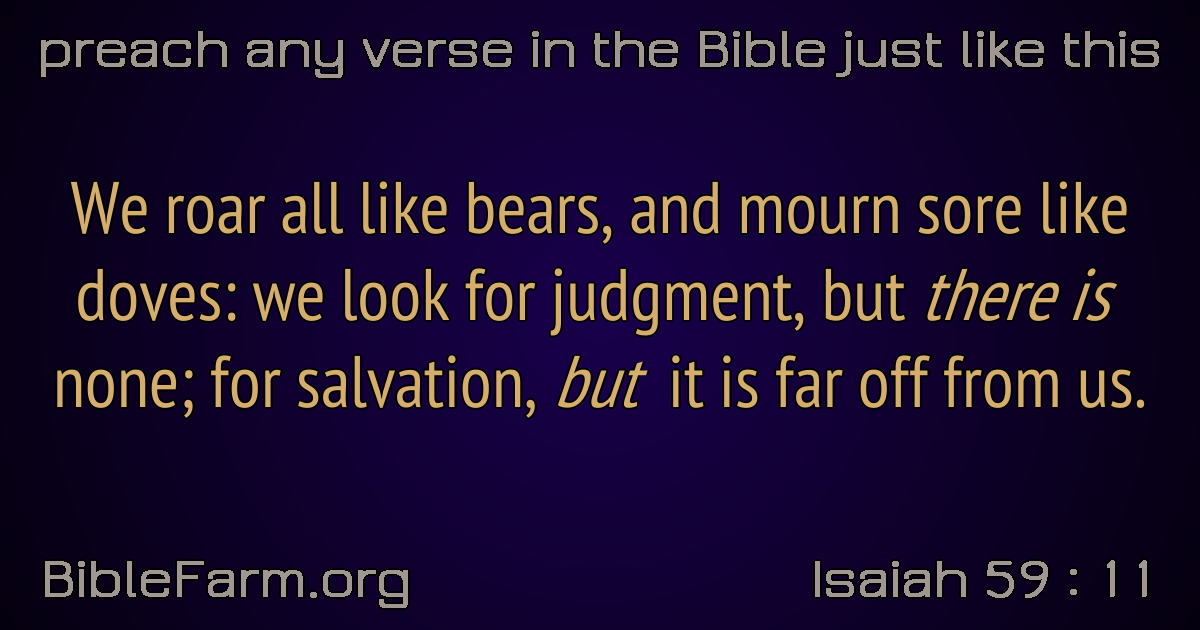 preach any verse in the Bible just like this
We roar all like bears, and mourn sore like
doves: we look for judgment, but there is
none; for salvation, but it is far off from us.
BibleFarm.org
Isaiah 59 : 11